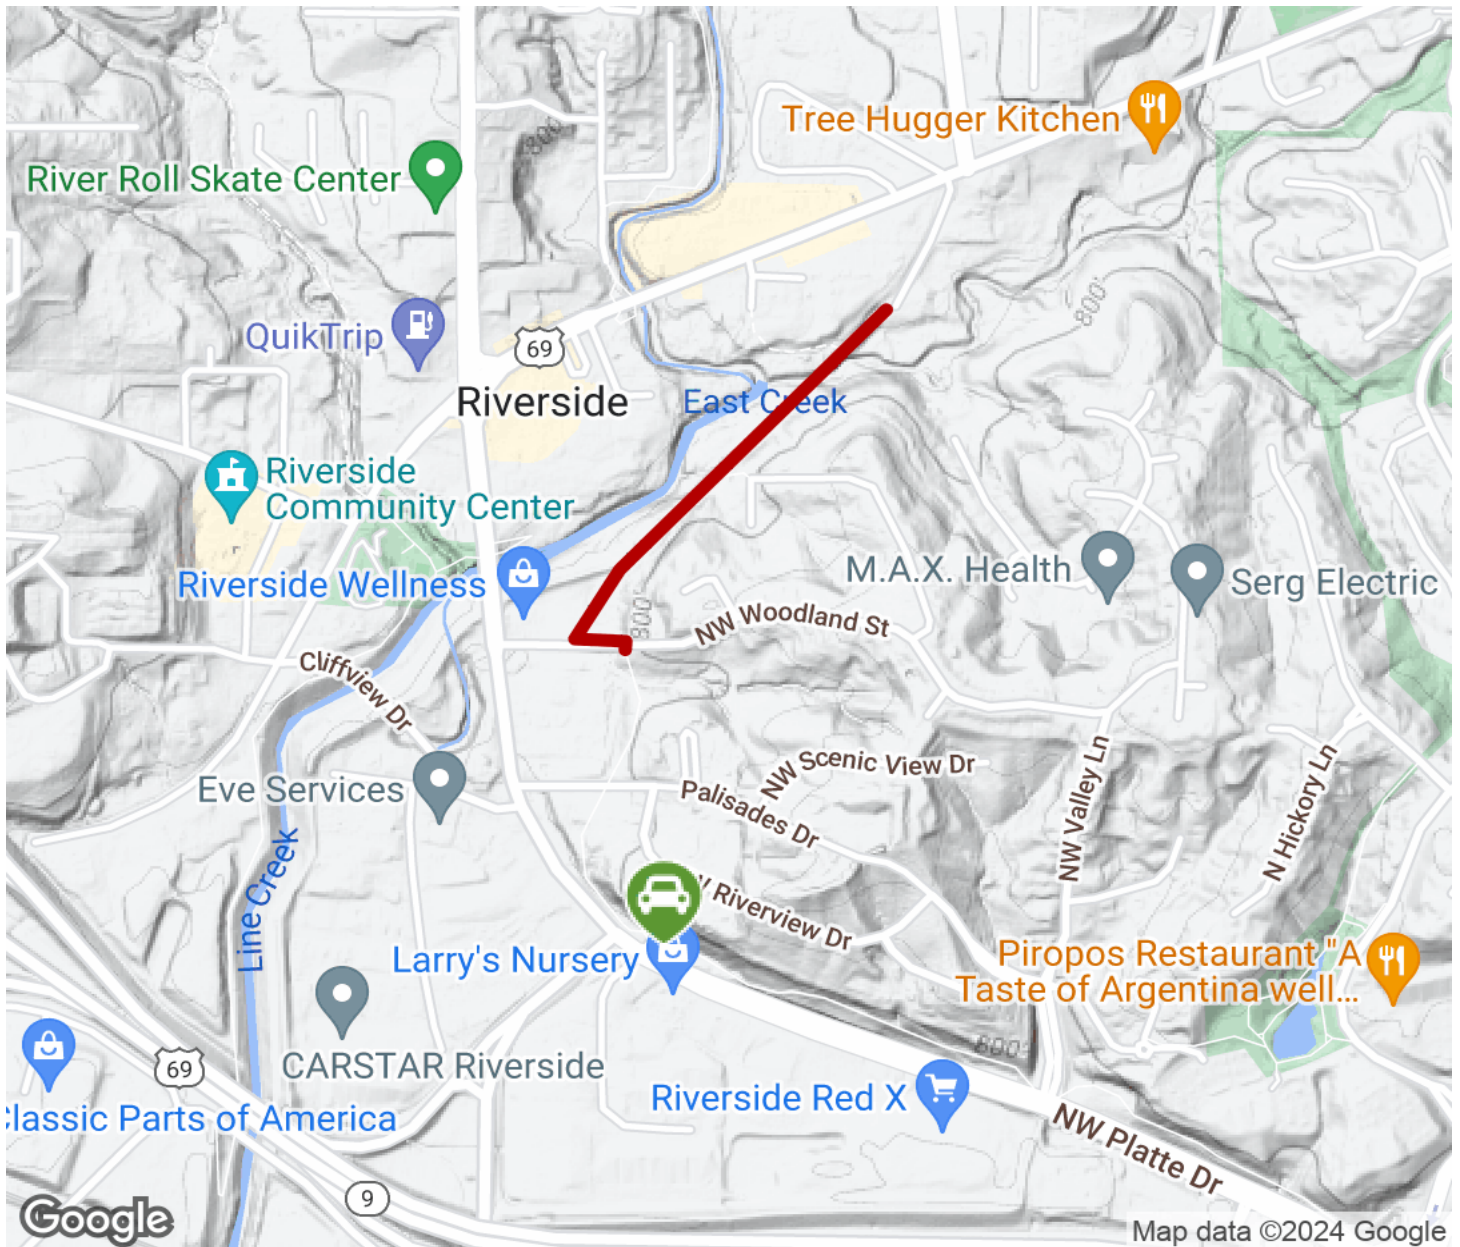 800'
Tree Hugger Kitchen
River Roll Skate Center
800'
QuikTrip
69
Riverside
East Creek
Riverside
Community Center
Riverside Wellness
M.A.X. Health
Serg Electric
800'
NW Woodland St
Cliffview Dr
NW Scenic View Dr
Eve Services
Palisades Dr
NW Valley Ln
N Hickory Ln
Line Creek
Riverview Dr
Larry's Nursery
Piropos Restaurant "A
Taste of Argentina well...
800'
69
CARSTAR Riverside
Riverside Red X
Classic Parts of America
NW Platte Dr
9
Google
Map data ©2024 Google